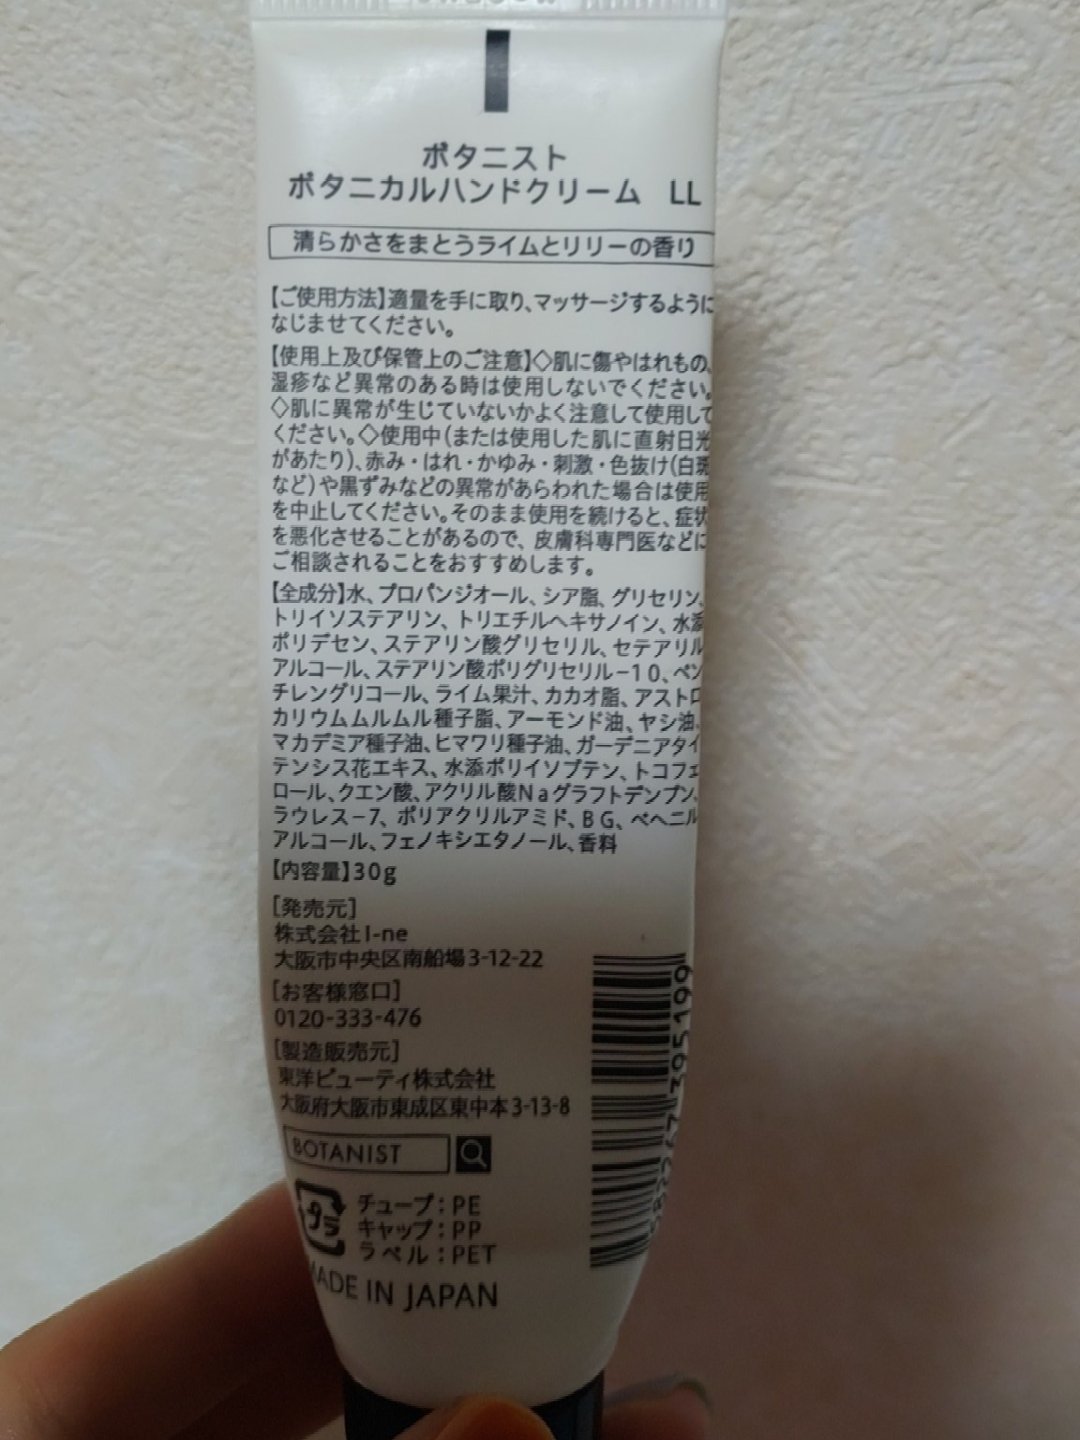 ボタニスト
ボタニカルハンドクリーム LL
清らかさをまとうライムとリリーの香り
【ご使用方法】適量を手に取り、マッサージするように
なじませてください。
【使用上及び保管上のご注意】◇肌に傷やはれもの、
湿疹など異常のある時は使用しないでください。
◇肌に異常が生じていないかよく注意して使用して
ください。◇使用中(または使用した肌に直射日光
があたり)、赤み・はれ・かゆみ・刺激・色抜け(白斑
など)や黒ずみなどの異常があらわれた場合は使用
を中止してください。そのまま使用を続けると、症状
を悪化させることがあるので、皮膚科専門医などに
ご相談されることをおすすめします。
【全成分】水、プロパンジオール、シア脂、グリセリン、
トリイソステアリン、トリエチルヘキサノイン、水添
ポリデセン、ステアリン酸グリセリル、セテアリル
アルコール、ステアリン酸ポリグリセリル-10、ペン
チレングリコール、ライム果汁、カカオ脂、アストロ
カリウムムルムル種子脂、アーモンド油、ヤシ油、
マカデミア種子油、ヒマワリ種子油、ガーデニアタイ
テンシス花エキス、水添ポリイソブテン、トコフェ
ロール、クエン酸、アクリル酸Naグラフトデンプン、
ラウレス-7、ポリアクリルアミド、BG、ベヘニル
アルコール、フェノキシエタノール、香料
【内容量】30g
[発売元]
株式会社I-ne
大阪市中央区南船場3-12-22
[お客様窓口]
0120-333-476
[製造販売元]
東洋ビューティ株式会社
大阪府大阪市東成区東中本3-13-8
BOTANIST
プラ
チューブ:PE
キャップ:PP
ラベル:PET
MADE IN JAPAN